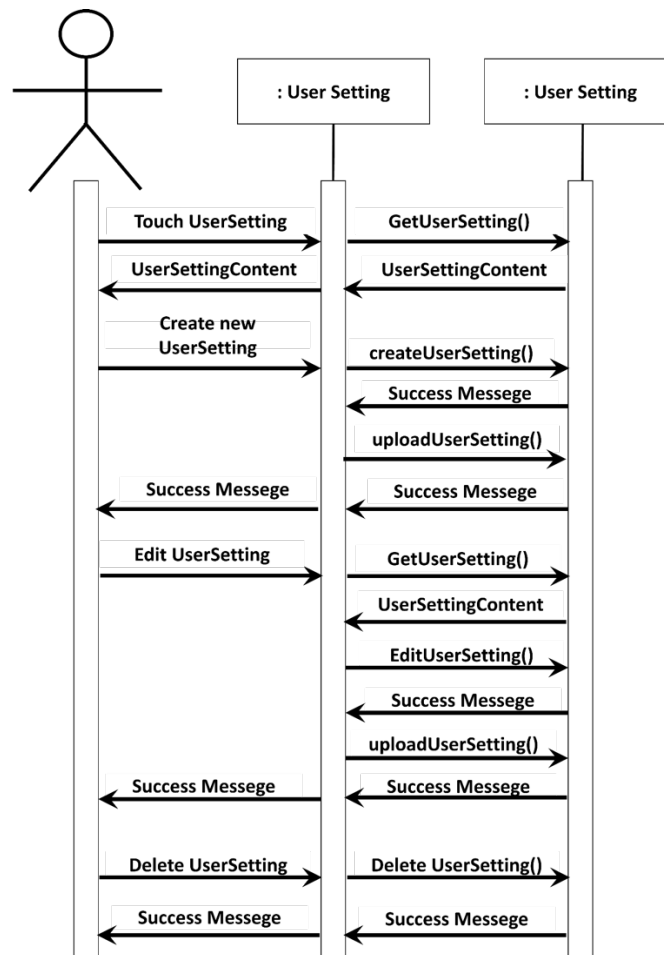 : User Setting
: User Setting
Touch UserSetting
GetUserSetting()
UserSettingContent
UserSettingContent
Create new
UserSetting
createUserSetting()
Success Messege
uploadUserSetting()
Success Messege
Success Messege
Edit UserSetting
GetUserSetting()
UserSettingContent
EditUserSetting()
Success Messege
uploadUserSetting()
Success Messege
Success Messege
Delete UserSetting
Delete UserSetting()
Success Messege
Success Messege